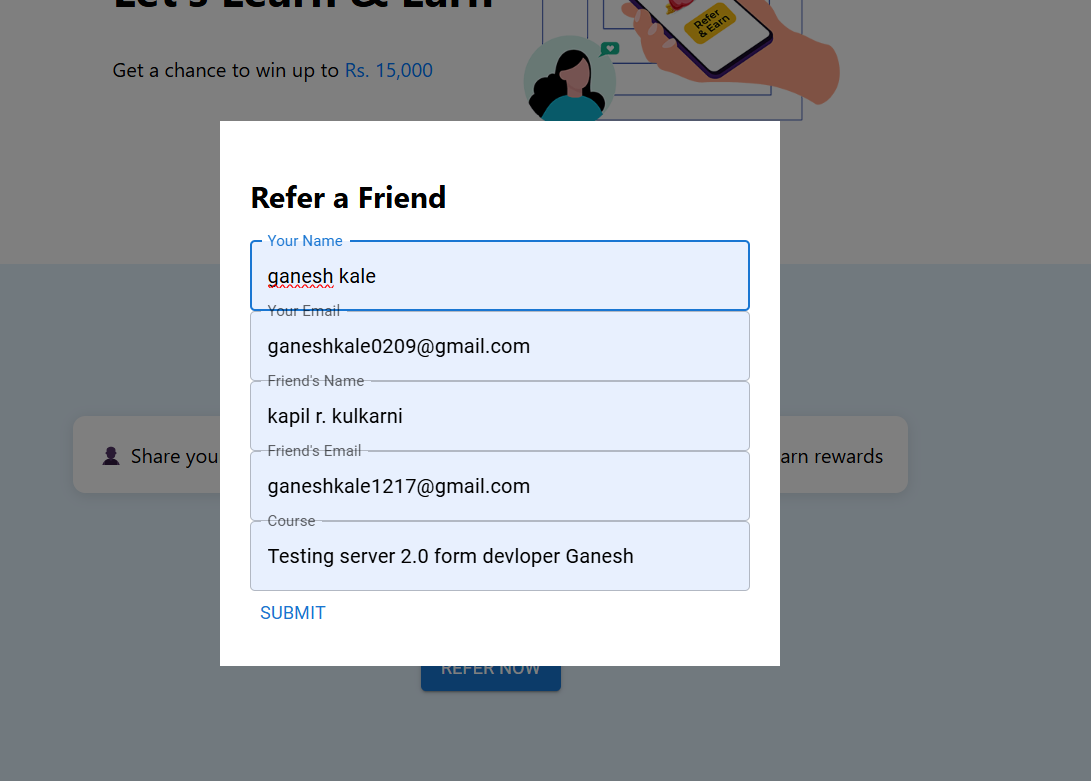 Let's Learn & Earn
Refer
& Earn
Get a chance to win up to Rs. 15,000
Refer a Friend
Your Name
ganesh kale
Your Email
ganeshkale0209@gmail.com
Friend's Name
kapil r. kulkarni
Friend's Email
Share you
ganeshkale1217@gmail.com
arn rewards
Course
Testing server 2.0 form devloper Ganesh
SUBMIT
REFER NOW